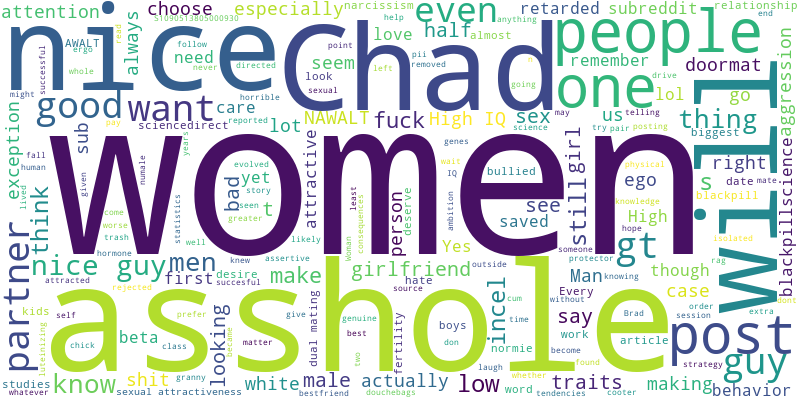 attention choose especially narcissism help even subreddit relationship
S1090513805000930 retarded anything
nice Chad people one
AWALT follow always love half almost end
ergo read need us remember doormat
whole never directed seem look point pii removed left going drive
successful might horrible sexual
good want care NAWALT fuck High IQ sex lol go aggression
exception sub sciencedirect reported lot science may telling thing biggest
try pair posting
women
fall years attractive genes wait bullied girl right
human numale evolved IQ ego date mate
given yet story bad least consequences person deserve see physical blackpillscience
lived statistics seen t ambition saved still knowledge blackpill
think come greater Woman Yes someone High hope isolated
worse well likely protector rag
partner trash knew assertive outside Man knowing Will
nice guy men girlfriend gt s dont
hormone desire succesful make though
attracted first hate Every without case order extra
rejected source cum Brad session
asshole
kids self prefer give genuine boys incel say post
luteinizing beta became dual mating fertility time work strategy
chick class matter best don normie article guy
studies know shit granny looking two laugh become found making
whatever white male actually low whether traits behavior
sexual attractiveness bestfriend douchebags word tendencies cooter
pay n